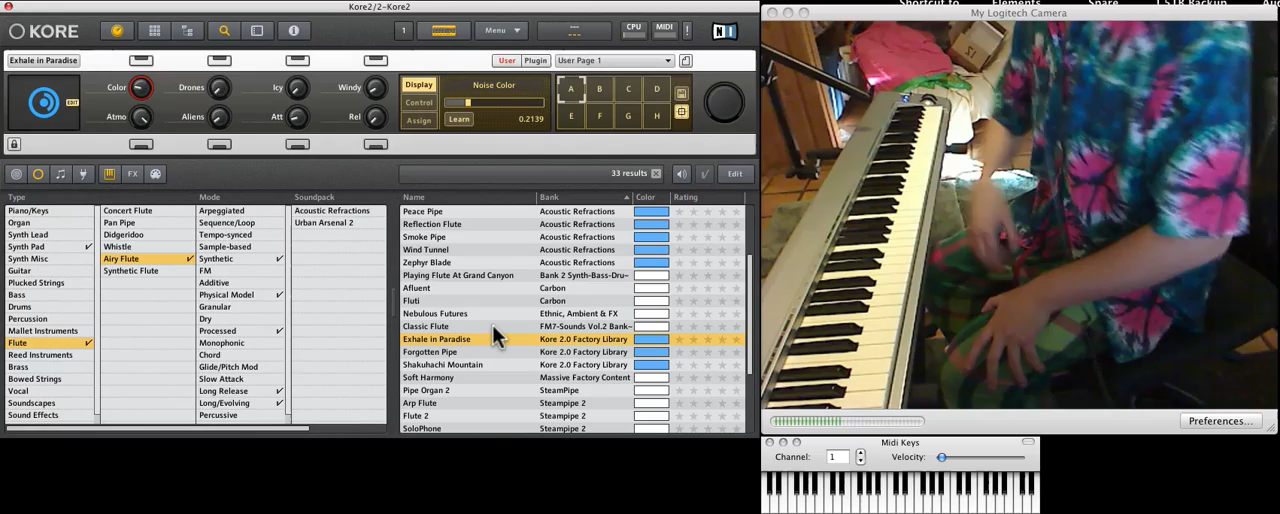 Kore2/2-Kore2
My Logitech Camera
KORE
1
---
---
Menu
CPU
MIDI
!
NI
Exhale in Paradise
User
Plugin
User Page 1
Color
Drones
Icy
Windy
Atmo
Aliens
Att
Rel
EDIT
Display
Control
Assign
Noise Color
Learn
0.2139
A B C D
E F G H
FX
33 results
Edit
Type
Mode
Soundpack
Piano/Keys
Organ
Synth Lead
Synth Pad
Synth Misc
Guitar
Plucked Strings
Bass
Drums
Percussion
Mallet Instruments
Flute
Reed Instruments
Brass
Bowed Strings
Vocal
Soundscapes
Sound Effects
Concert Flute
Pan Pipe
Didgeridoo
Whistle
Airy Flute
Synthetic Flute
Arpeggiated
Sequence/Loop
Tempo-synced
Sample-based
Synthetic
FM
Additive
Physical Model
Granular
Dry
Processed
Monophonic
Chord
Glide/Pitch Mod
Slow Attack
Long Release
Long/Evolving
Percussive
Acoustic Refractions
Urban Arsenal 2
Name Bank Color Rating
Peace Pipe Acoustic Refractions
Reflection Flute Acoustic Refractions
Smoke Pipe Acoustic Refractions
Wind Tunnel Acoustic Refractions
Zephyr Blade Acoustic Refractions
Playing Flute At Grand Canyon Bank 2 Synth-Bass-Dru~
Afluent Carbon
Fluti Carbon
Nebulous Futures Ethnic, Ambient & FX
Classic Flute FM7-Sounds Vol.2 Bank~
Exhale in Paradise Kore 2.0 Factory Library
Forgotten Pipe Kore 2.0 Factory Library
Shakuhachi Mountain Kore 2.0 Factory Library
Soft Harmony Massive Factory Content
Pipe Organ 2 SteamPipe
Arp Flute Steampipe 2
Flute 2 Steampipe 2
SoloPhone Steampipe 2
Preferences...
Midi Keys
Channel: 1
Velocity: